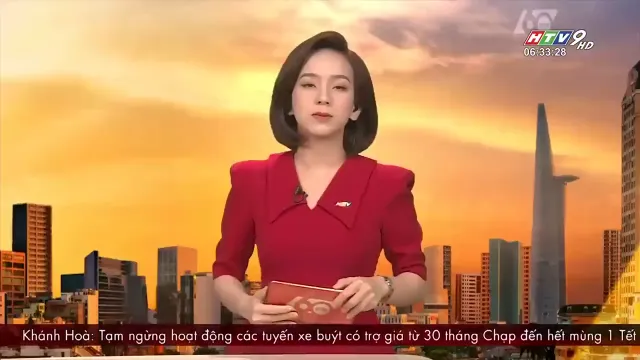 HTV9 HD
06:33:28
HTV
Khánh Hoà: Tạm ngừng hoạt động các tuyến xe buýt có trợ giá từ 30 tháng Chạp đến hết mùng 1 Tết